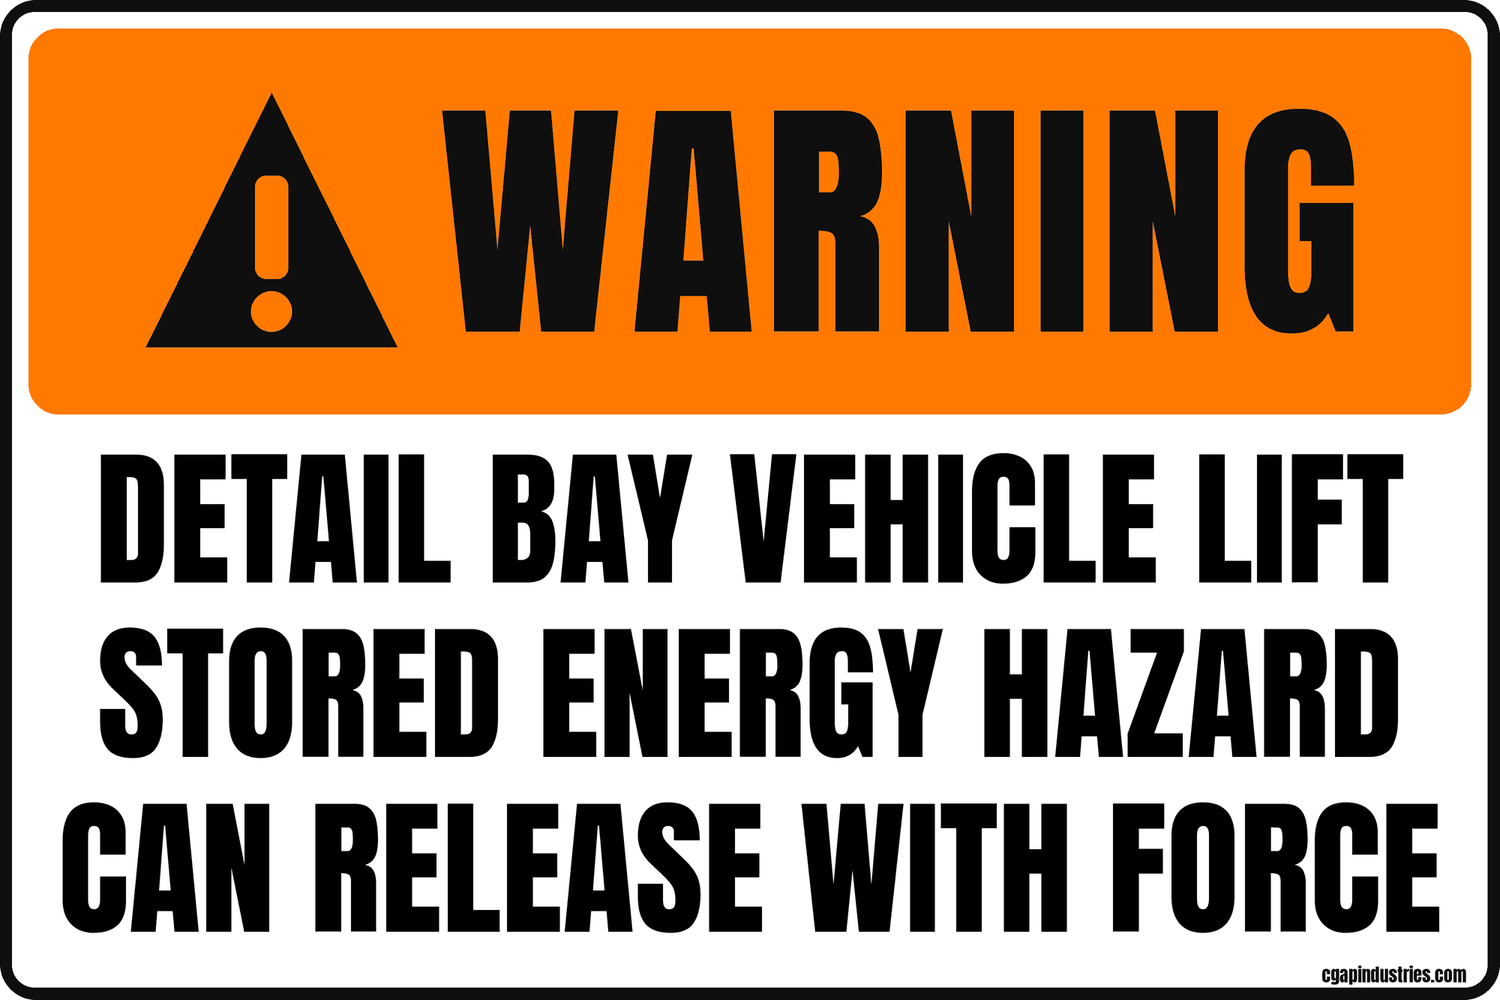 WARNING
DETAIL BAY VEHICLE LIFT
STORED ENERGY HAZARD
CAN RELEASE WITH FORCE
cgapindustries.com